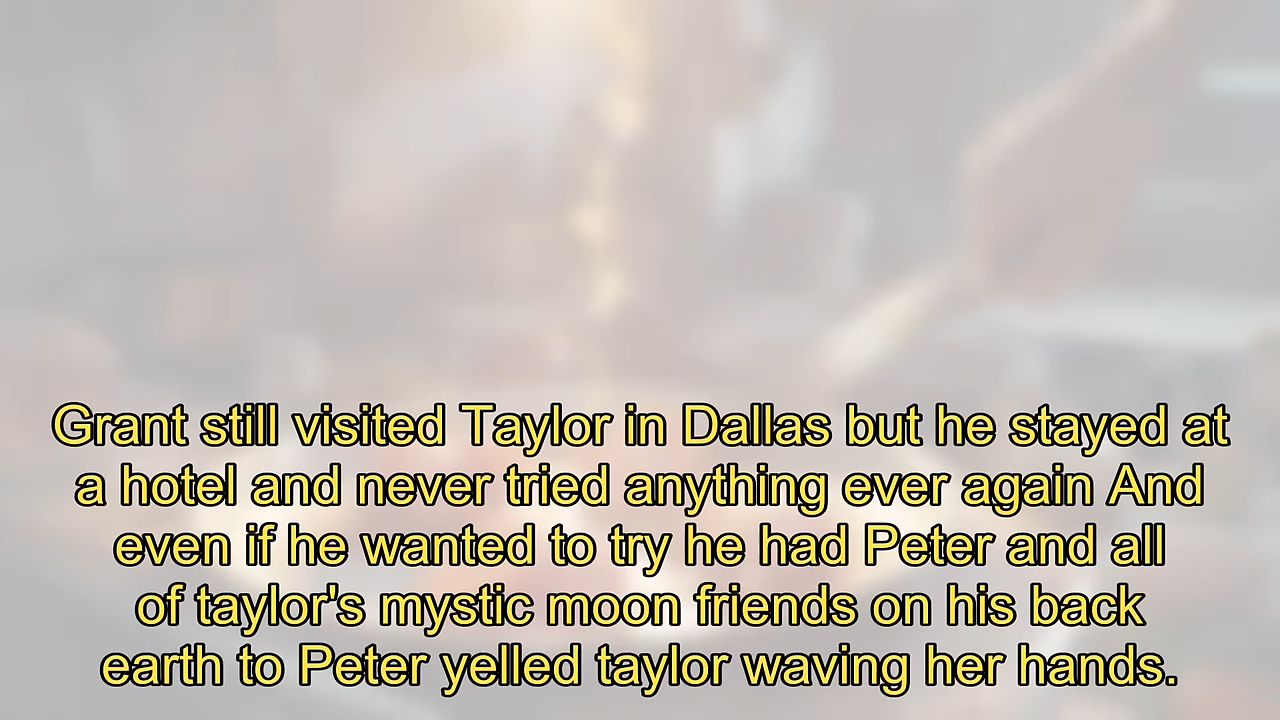 Grant still visited Taylor in Dallas but he stayed at
a hotel and never tried anything ever again And
even if he wanted to try he had Peter and all
of taylor's mystic moon friends on his back
earth to Peter yelled taylor waving her hands.